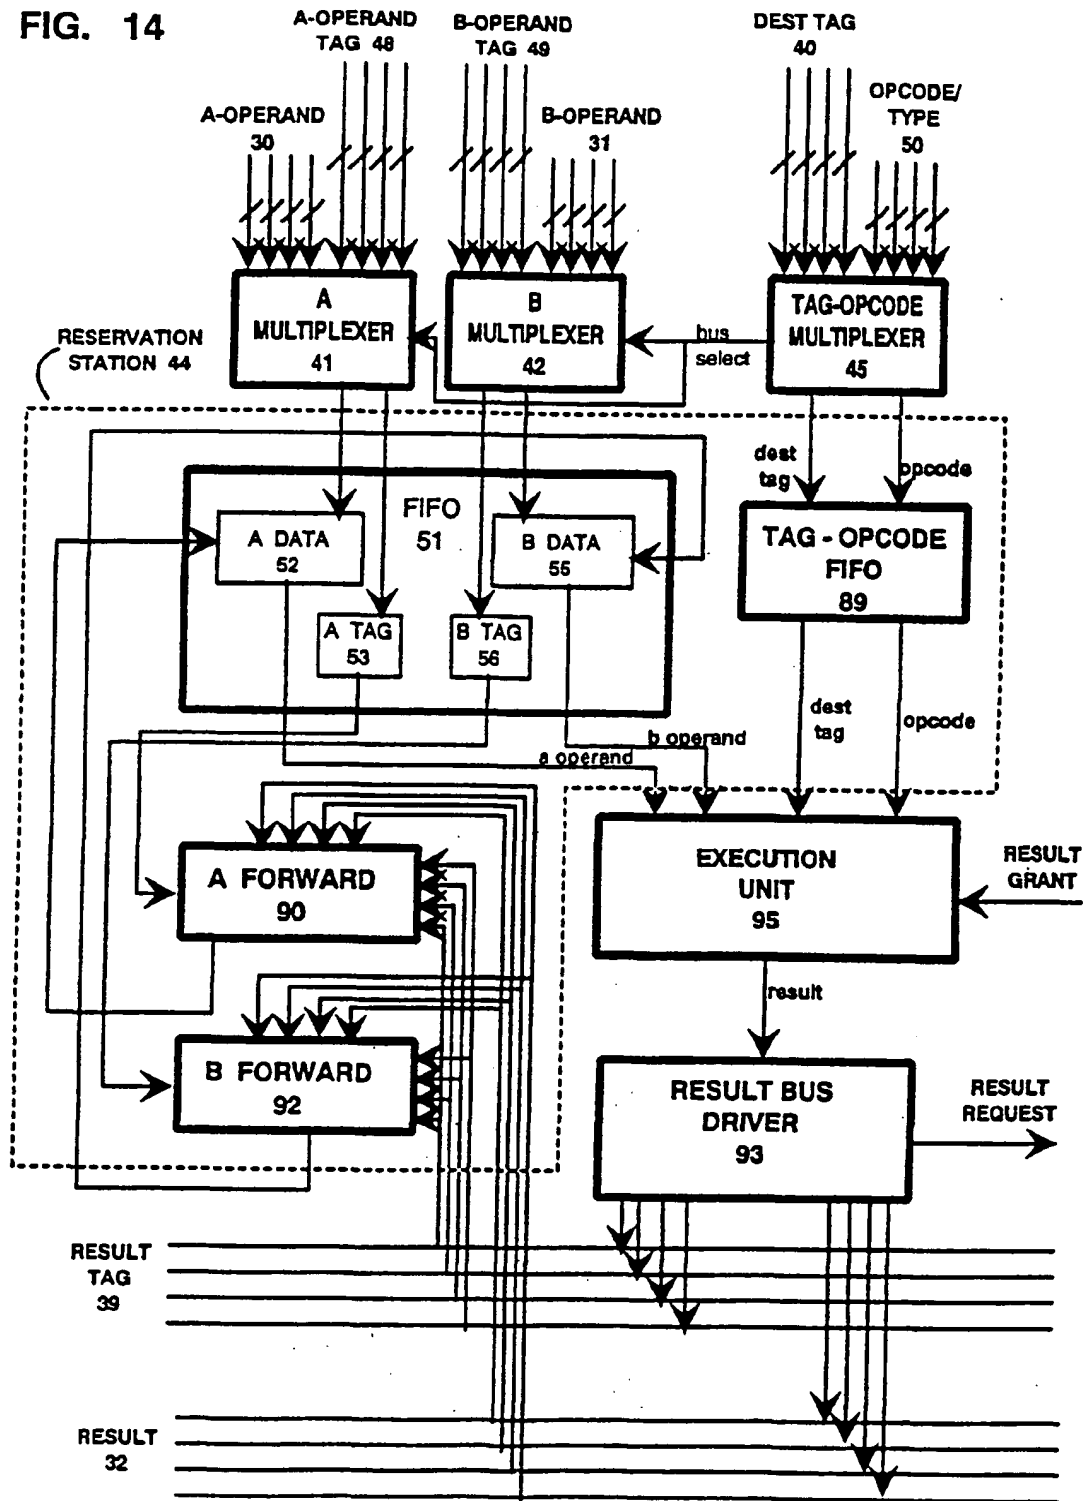 FIG. 14
A-OPERAND
TAG 48
B-OPERAND
TAG 49
DEST TAG
40
A-OPERAND
30
B-OPERAND
31
OPCODE/
TYPE
50
A
MULTIPLEXER
41
B
MULTIPLEXER
42
bus
select
TAG-OPCODE
MULTIPLEXER
45
RESERVATION
STATION 44
dest
tag
opcode
FIFO
51
A DATA
52
B DATA
55
TAG - OPCODE
FIFO
89
A TAG
53
B TAG
56
dest
tag
opcode
b operand
a operand
A FORWARD
90
EXECUTION
UNIT
95
RESULT
GRANT
result
B FORWARD
92
RESULT BUS
DRIVER
93
RESULT
REQUEST
RESULT
TAG
39
RESULT
32